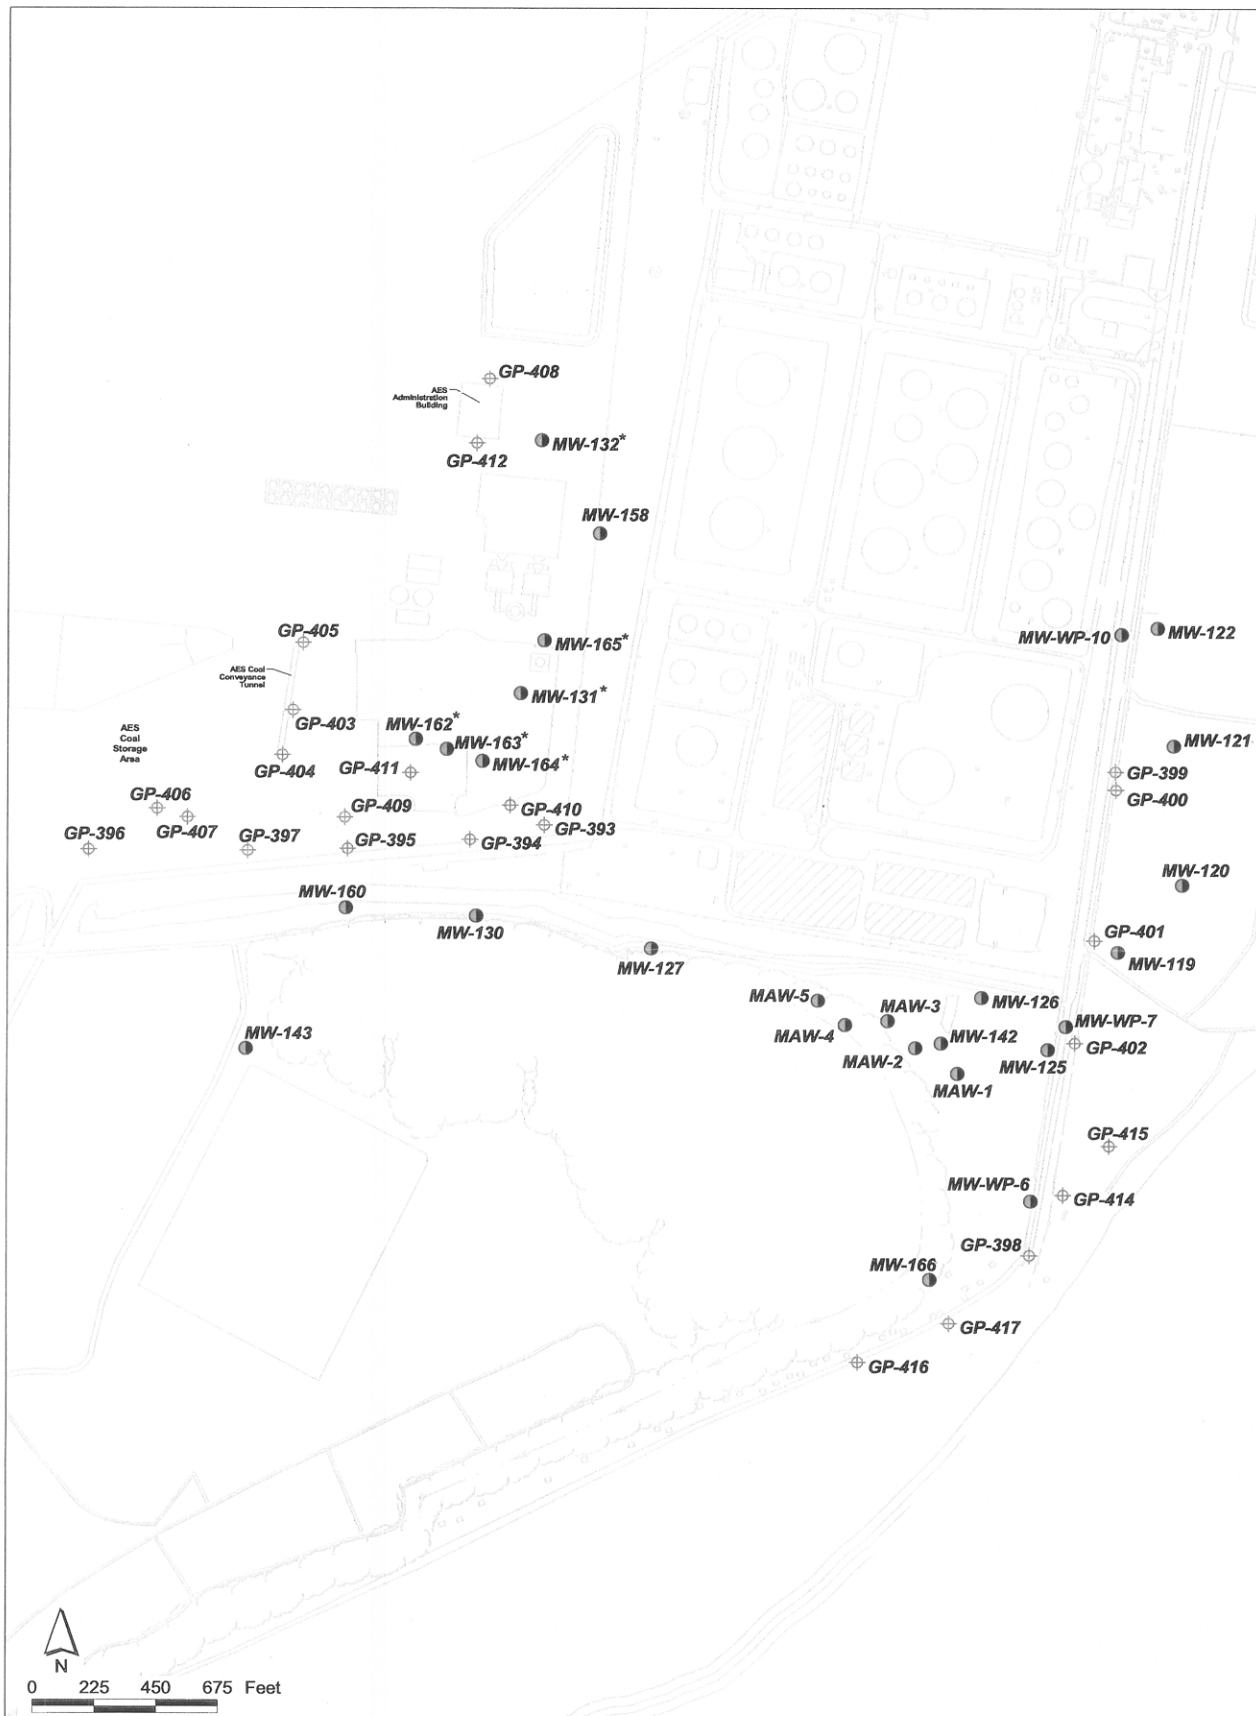 GP-408
AES
Administration
Building
MW-132*
GP-412
MW-158
GP-405
MW-165*
MW-WP-10
MW-122
AES Coal
Conveyance
Tunnel
MW-131*
GP-403
MW-162*
AES
Coal
Storage
Area
MW-163*
MW-121
GP-404
GP-411
MW-164*
GP-399
GP-400
GP-406
GP-409
GP-410
GP-407
GP-393
GP-396
GP-397
GP-395
GP-394
MW-160
MW-120
MW-130
GP-401
MW-127
MW-119
MAW-5
MW-126
MAW-3
MW-WP-7
MW-143
MAW-4
MW-142
GP-402
MAW-2
MW-125
MAW-1
GP-415
MW-WP-6
GP-414
GP-398
MW-166
GP-417
GP-416
N
0 225 450 675 Feet